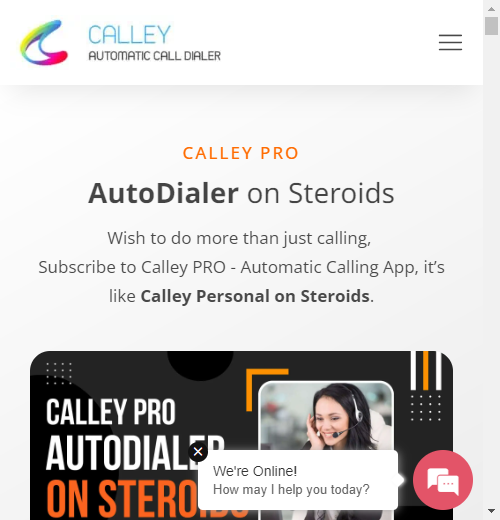 CALLEY
AUTOMATIC CALL DIALER
CALLEY PRO
AutoDialer on Steroids
Wish to do more than just calling,
Subscribe to Calley PRO - Automatic Calling App, it’s
like Calley Personal on Steroids.
CALLEY PRO
AUTODIALER
ON STEROIDS
We're Online!
How may I help you today?